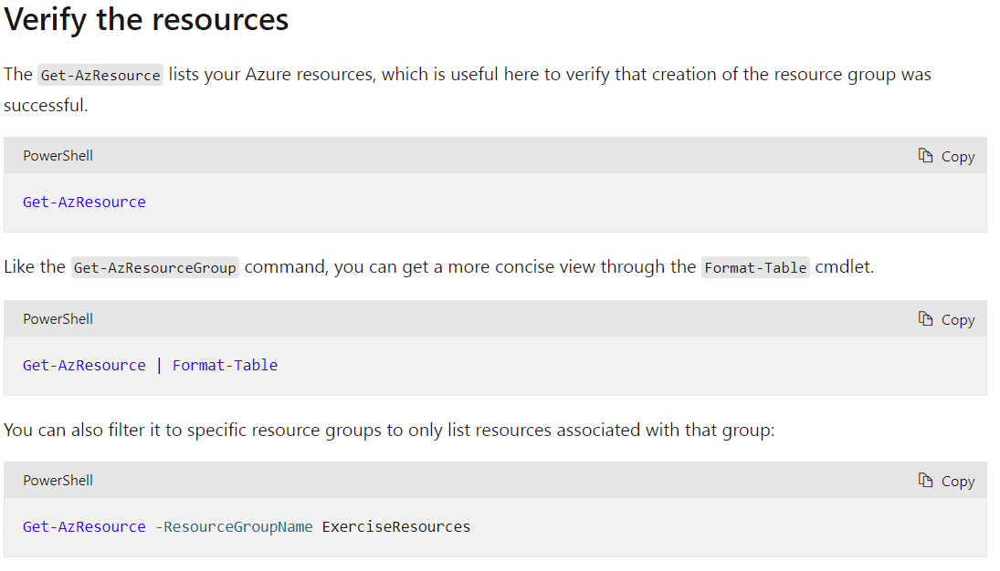 Verify the resources
The Get-AzResource lists your Azure resources, which is useful here to verify that creation of the resource group was
successful.
PowerShell Copy
Get-AzResource
Like the Get-AzResourceGroup command, you can get a more concise view through the Format-Table cmdlet.
PowerShell Copy
Get-AzResource | Format-Table
You can also filter it to specific resource groups to only list resources associated with that group:
PowerShell Copy
Get-AzResource -ResourceGroupName ExerciseResources